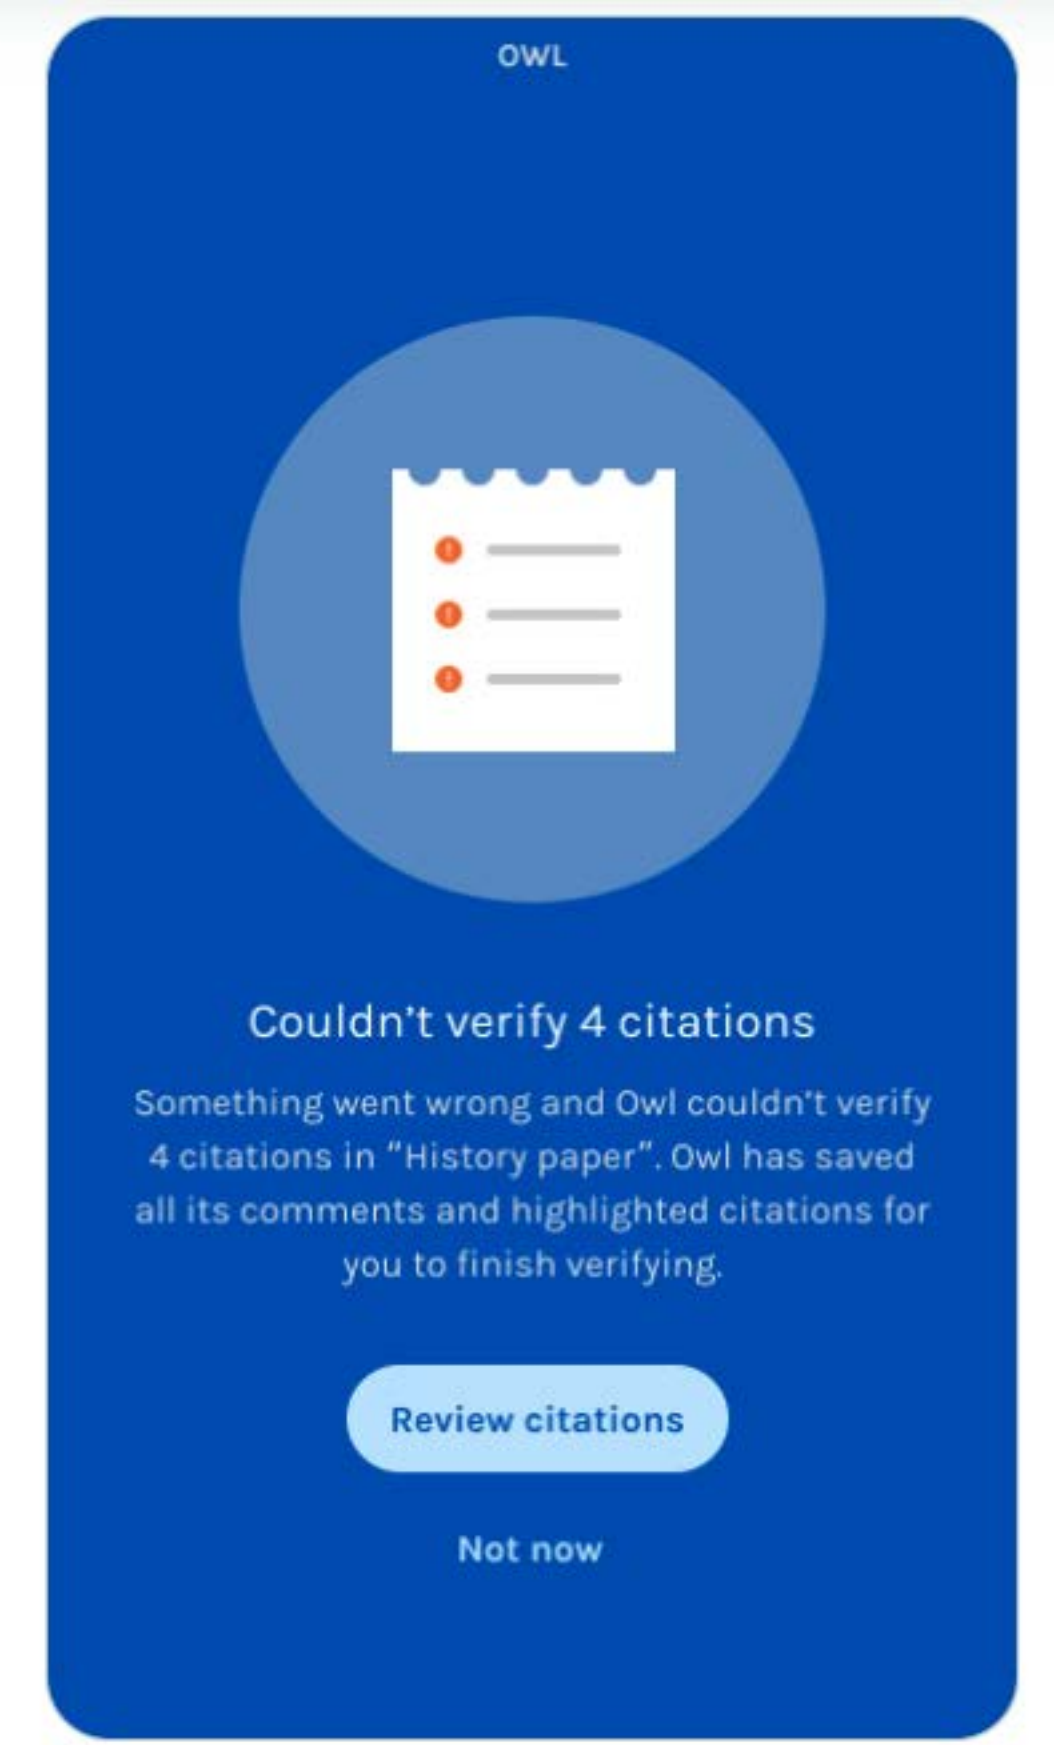 OWL
Couldn’t verify 4 citations
Something went wrong and Owl couldn’t verify
4 citations in “History paper”. Owl has saved
all its comments and highlighted citations for
you to finish verifying.
Review citations
Not now